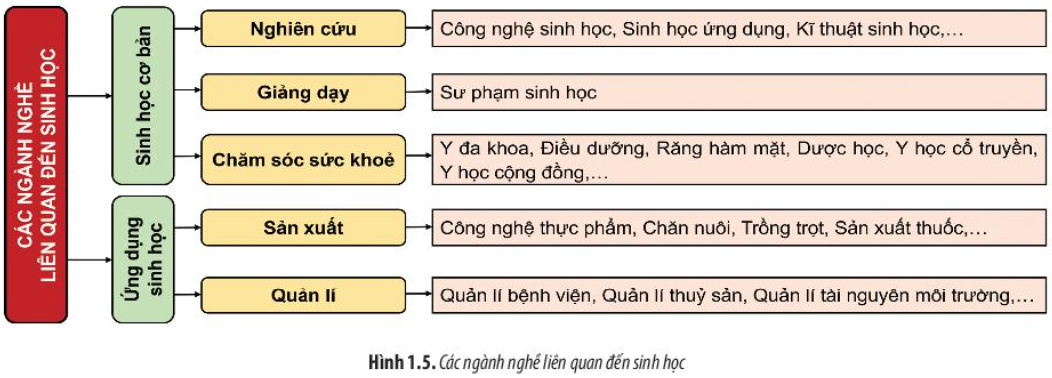 CÁC NGÀNH NGHỀ
LIÊN QUAN ĐẾN SINH HỌC
Sinh học cơ bản
Nghiên cứu
Công nghệ sinh học, Sinh học ứng dụng, Kĩ thuật sinh học,…
Giảng dạy
Sư phạm sinh học
Chăm sóc sức khoẻ
Y đa khoa, Điều dưỡng, Răng hàm mặt, Dược học, Y học cổ truyền,
Y học cộng đồng,…
Ứng dụng
sinh học
Sản xuất
Công nghệ thực phẩm, Chăn nuôi, Trồng trọt, Sản xuất thuốc,…
Quản lí
Quản lí bệnh viện, Quản lí thuỷ sản, Quản lí tài nguyên môi trường,…
Hình 1.5. Các ngành nghề liên quan đến sinh học